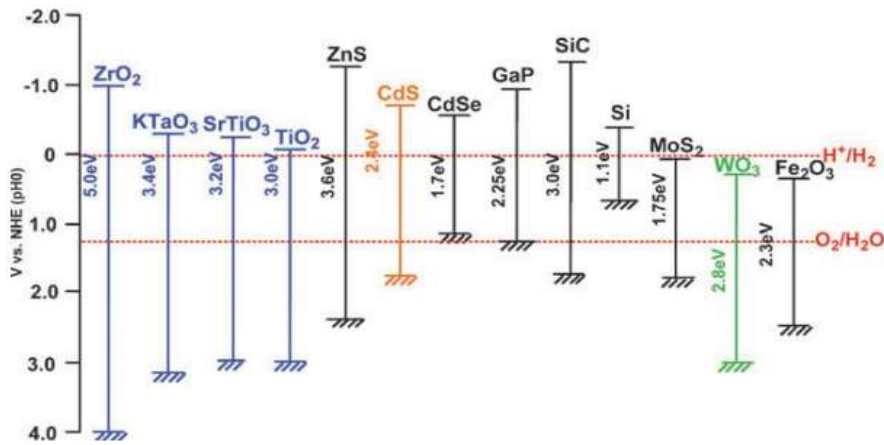 V vs. NHE (pH0)
-2.0
-1.0
0
1.0
2.0
3.0
4.0
ZrO₂
5.0eV
KTaO₃
3.4eV
SrTiO₃
3.2eV
TiO₂
3.0eV
ZnS
3.6eV
CdS
2.4eV
CdSe
1.7eV
GaP
2.25eV
SiC
3.0eV
Si
1.1eV
MoS₂
1.75eV
WO₃
2.8eV
Fe₂O₃
2.3eV
H⁺/H₂
O₂/H₂O